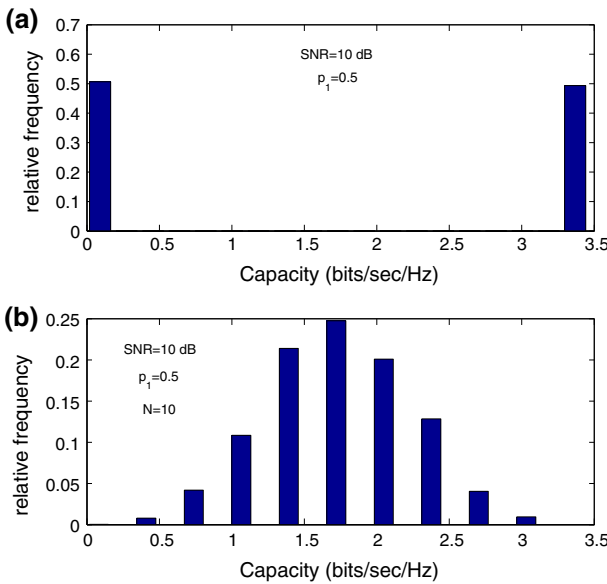 (a)
0.7
0.6
0.5
0.4
0.3
0.2
0.1
0
relative frequency
SNR=10 dB
p1=0.5
0 0.5 1 1.5 2 2.5 3 3.5
Capacity (bits/sec/Hz)
(b)
0.25
0.2
0.15
0.1
0.05
0
relative frequency
SNR=10 dB
p1=0.5
N=10
0 0.5 1 1.5 2 2.5 3 3.5
Capacity (bits/sec/Hz)